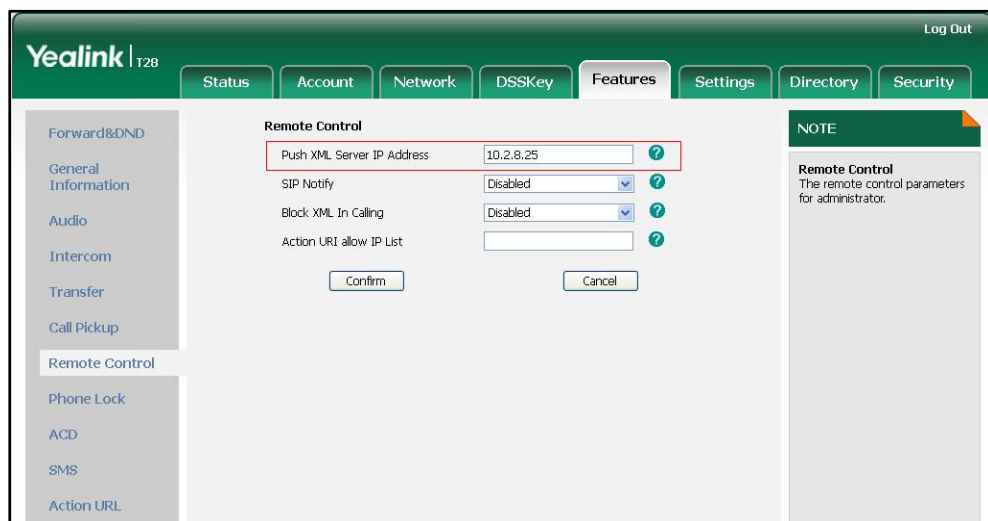 Log Out
Yealink T28
Status Account Network DSSKey Features Settings Directory Security
Forward&DND
General
Information
Audio
Intercom
Transfer
Call Pickup
Remote Control
Phone Lock
ACD
SMS
Action URL
Remote Control
Push XML Server IP Address 10.2.8.25 ?
SIP Notify Disabled ?
Block XML In Calling Disabled ?
Action URI allow IP List ?
Confirm Cancel
NOTE
Remote Control
The remote control parameters
for administrator.